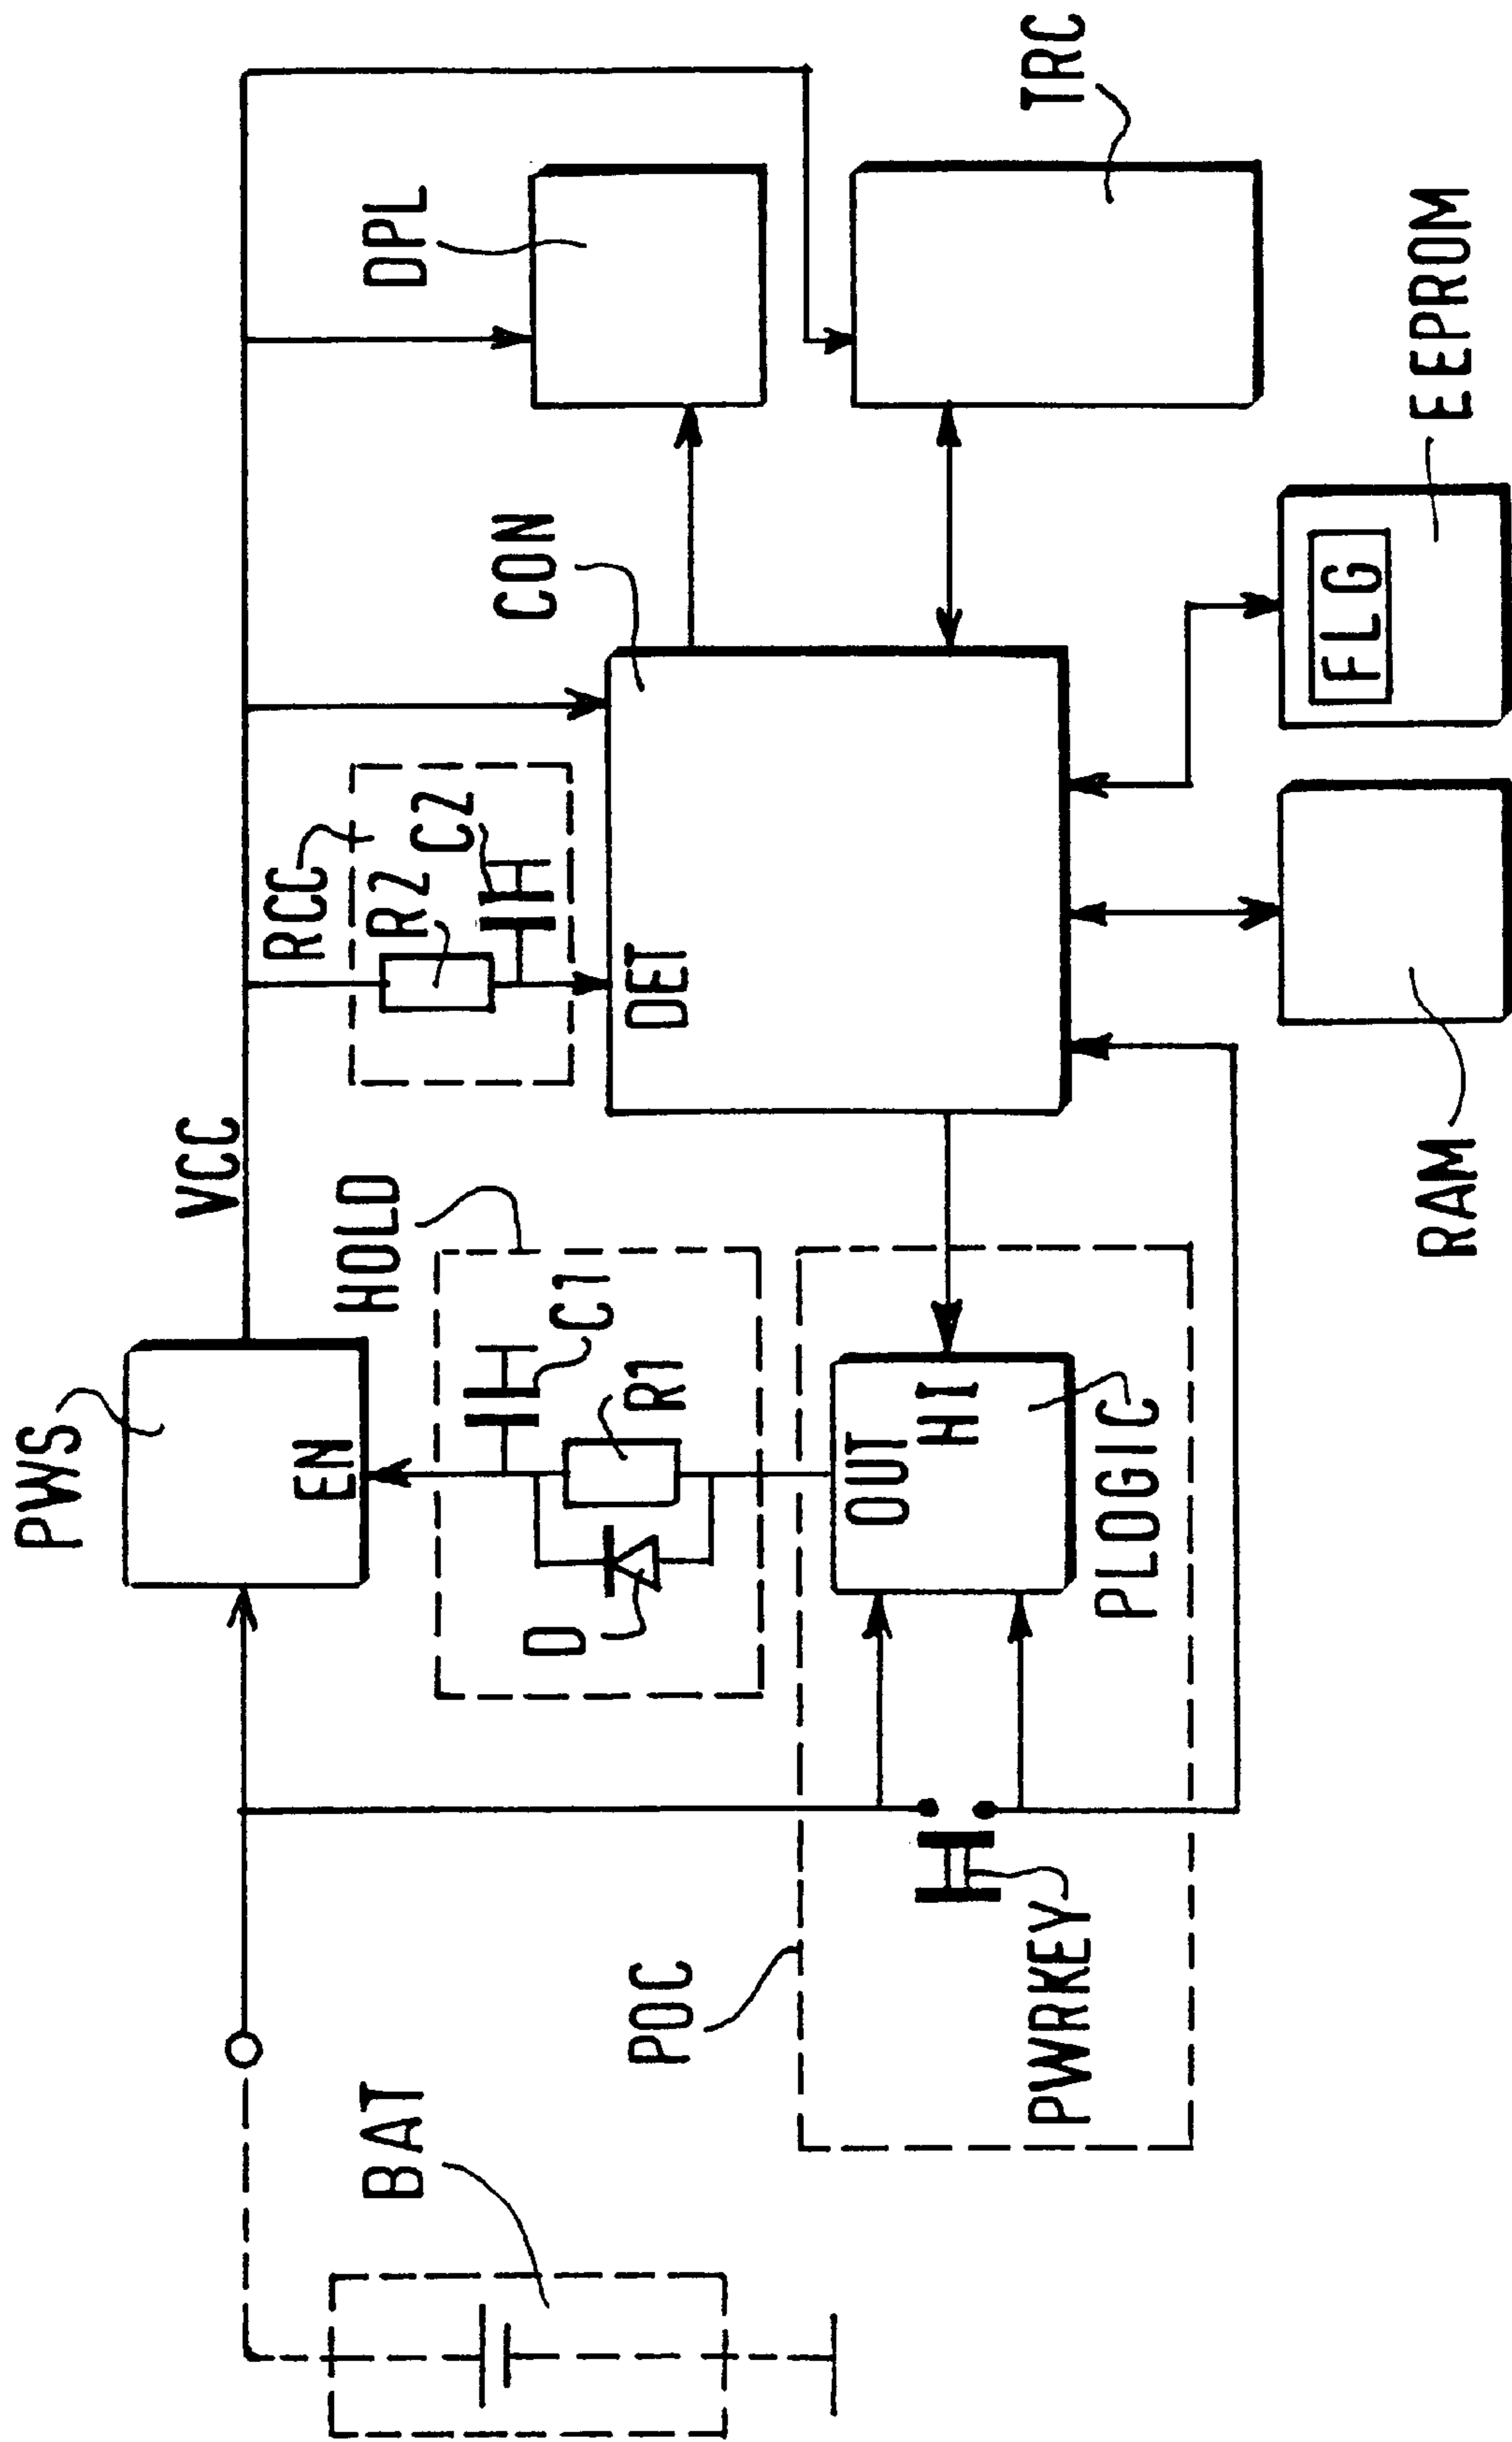 PWS
VCC
EN
HOLD
RCC
R2
C2
DPL
C1
R1
D
CON
DET
BAT
POC
OUT
HI
PLOGIC
PWRKEY
TRC
RAM
FLG
EEPROM